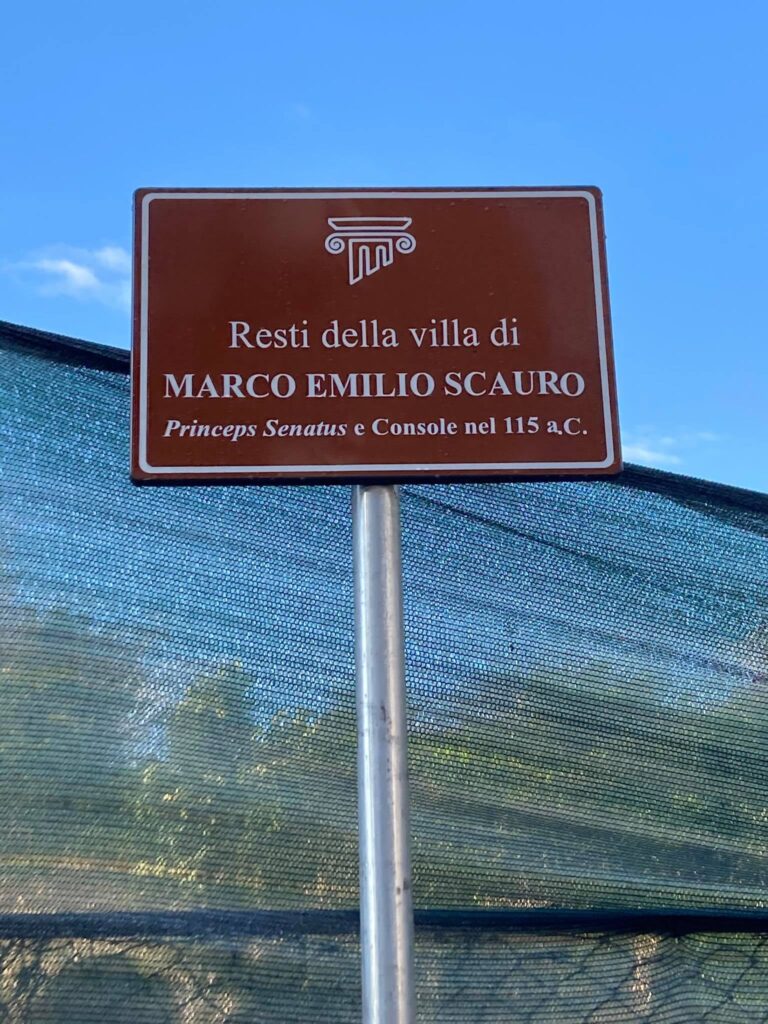 Resti della villa di
MARCO EMILIO SCAURO
Princeps Senatus e Console nel 115 a.C.